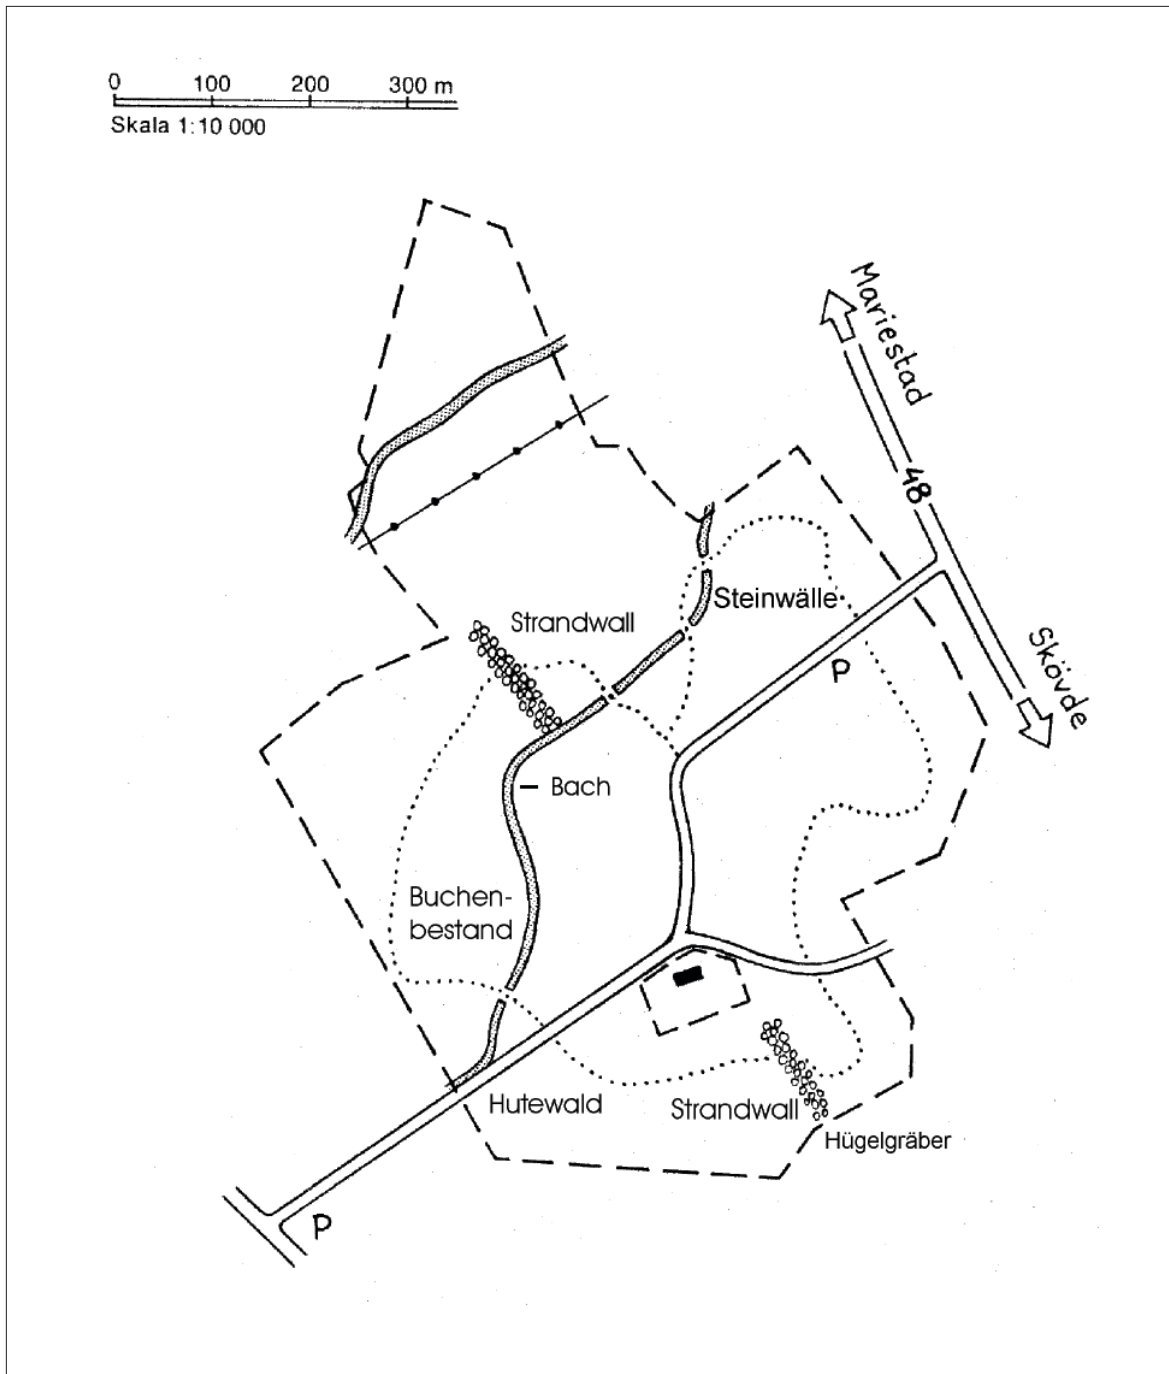 0 100 200 300 m
Skala 1:10 000
Mariestad
48
Steinwälle
Strandwall
Skövde
P
Bach
Buchen-
bestand
Hutewald
Strandwall
Hügelgräber
P